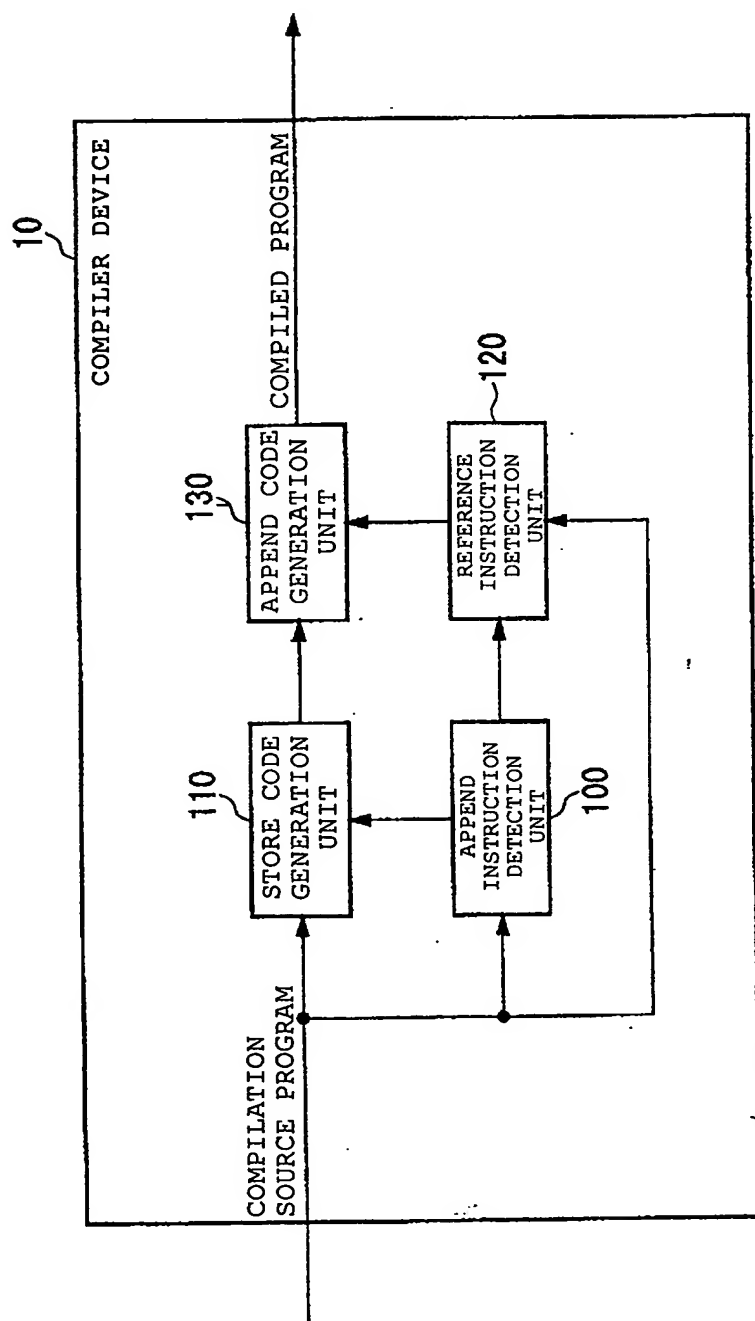 10
COMPILER DEVICE
COMPILATION
SOURCE PROGRAM
110
STORE CODE
GENERATION
UNIT
130
APPEND CODE
GENERATION
UNIT
COMPILED PROGRAM
APPEND
INSTRUCTION
DETECTION
UNIT
100
REFERENCE
INSTRUCTION
DETECTION
UNIT
120